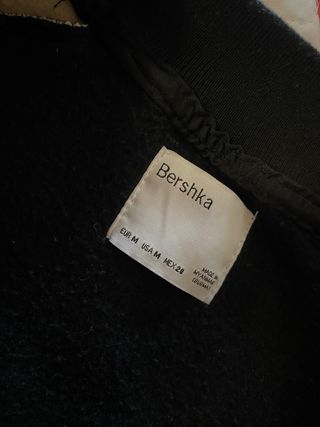 Bershka
EUR M USA M MEX 28
MADE IN
MYANMAR